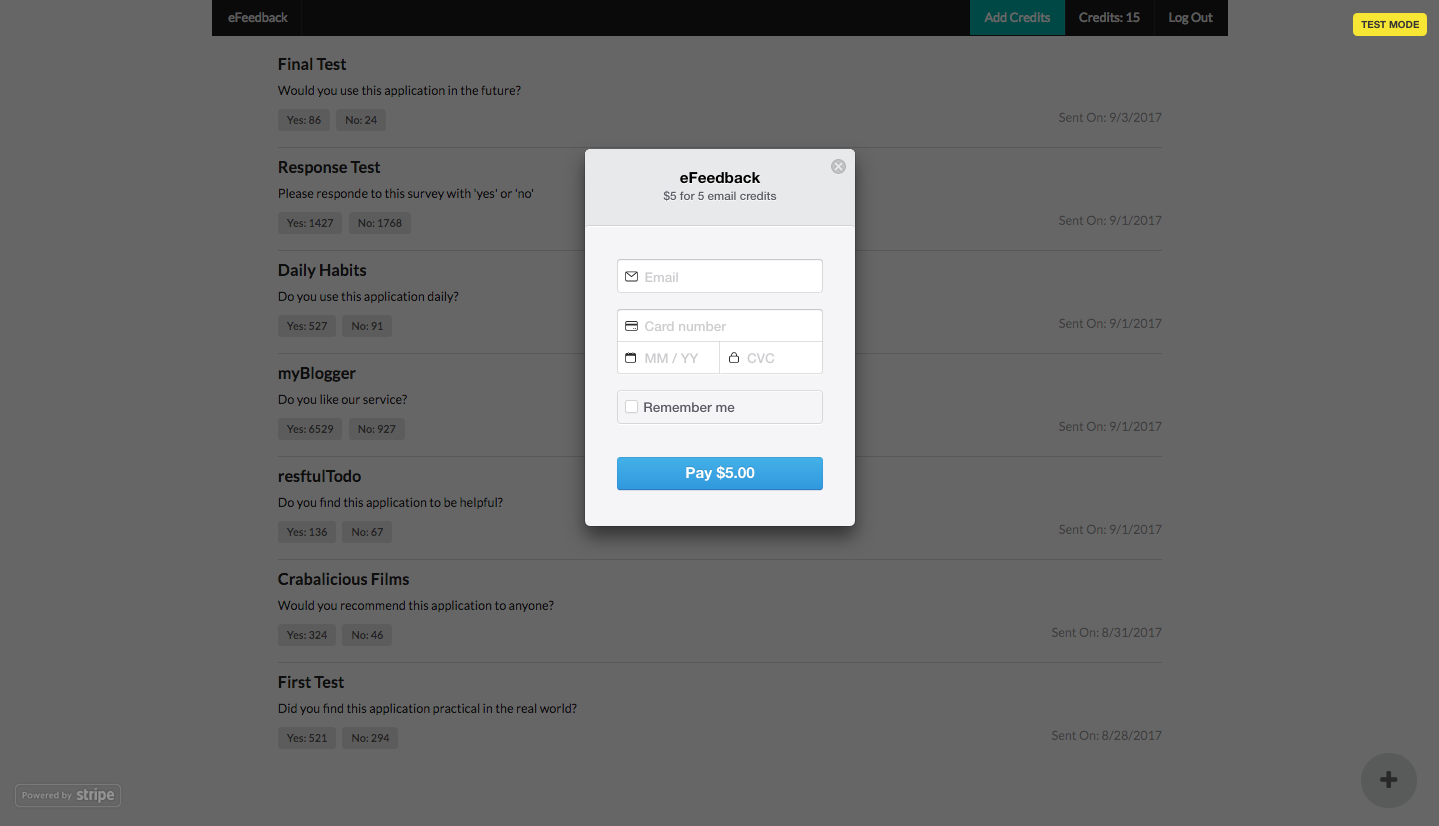 eFeedback
Add Credits
Credits: 15
Log Out
TEST MODE
Final Test
Would you use this application in the future?
Yes: 86 No: 24
Sent On: 9/3/2017
Response Test
Please responde to this survey with 'yes' or 'no'
Yes: 1427 No: 1768
Sent On: 9/1/2017
Daily Habits
Do you use this application daily?
Yes: 527 No: 91
Sent On: 9/1/2017
myBlogger
Do you like our service?
Yes: 6529 No: 927
Sent On: 9/1/2017
resftulTodo
Do you find this application to be helpful?
Yes: 136 No: 67
Sent On: 9/1/2017
Crabalicious Films
Would you recommend this application to anyone?
Yes: 324 No: 46
Sent On: 8/31/2017
First Test
Did you find this application practical in the real world?
Yes: 521 No: 294
Sent On: 8/28/2017
eFeedback
$5 for 5 email credits
Email
Card number
MM / YY
CVC
Remember me
Pay $5.00
Powered by stripe